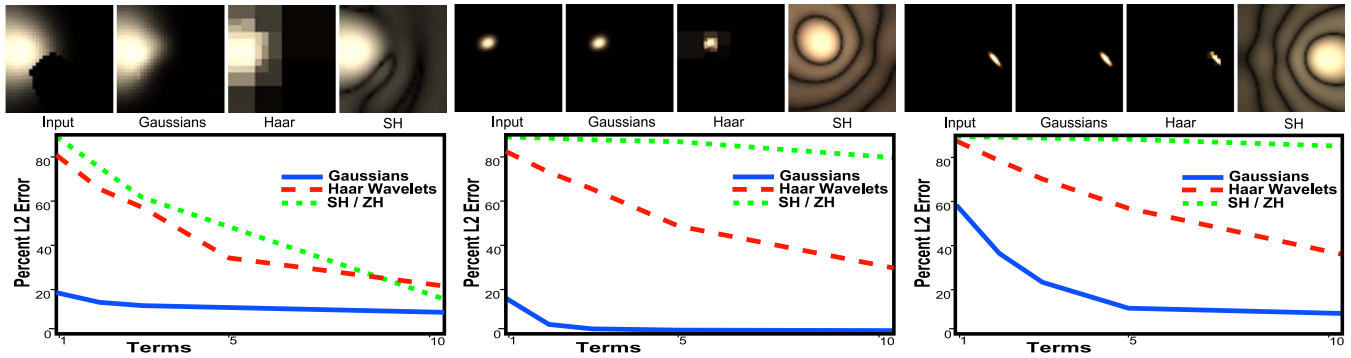 Input Gaussians Haar SH
Input Gaussians Haar SH
Input Gaussians Haar SH
Percent L2 Error
80
60
40
20
0
Gaussians
Haar Wavelets
SH / ZH
1 5 10
Terms
Percent L2 Error
80
60
40
20
0
Gaussians
Haar Wavelets
SH / ZH
1 5 10
Terms
Percent L2 Error
80
60
40
20
0
Gaussians
Haar Wavelets
SH / ZH
1 5 10
Terms